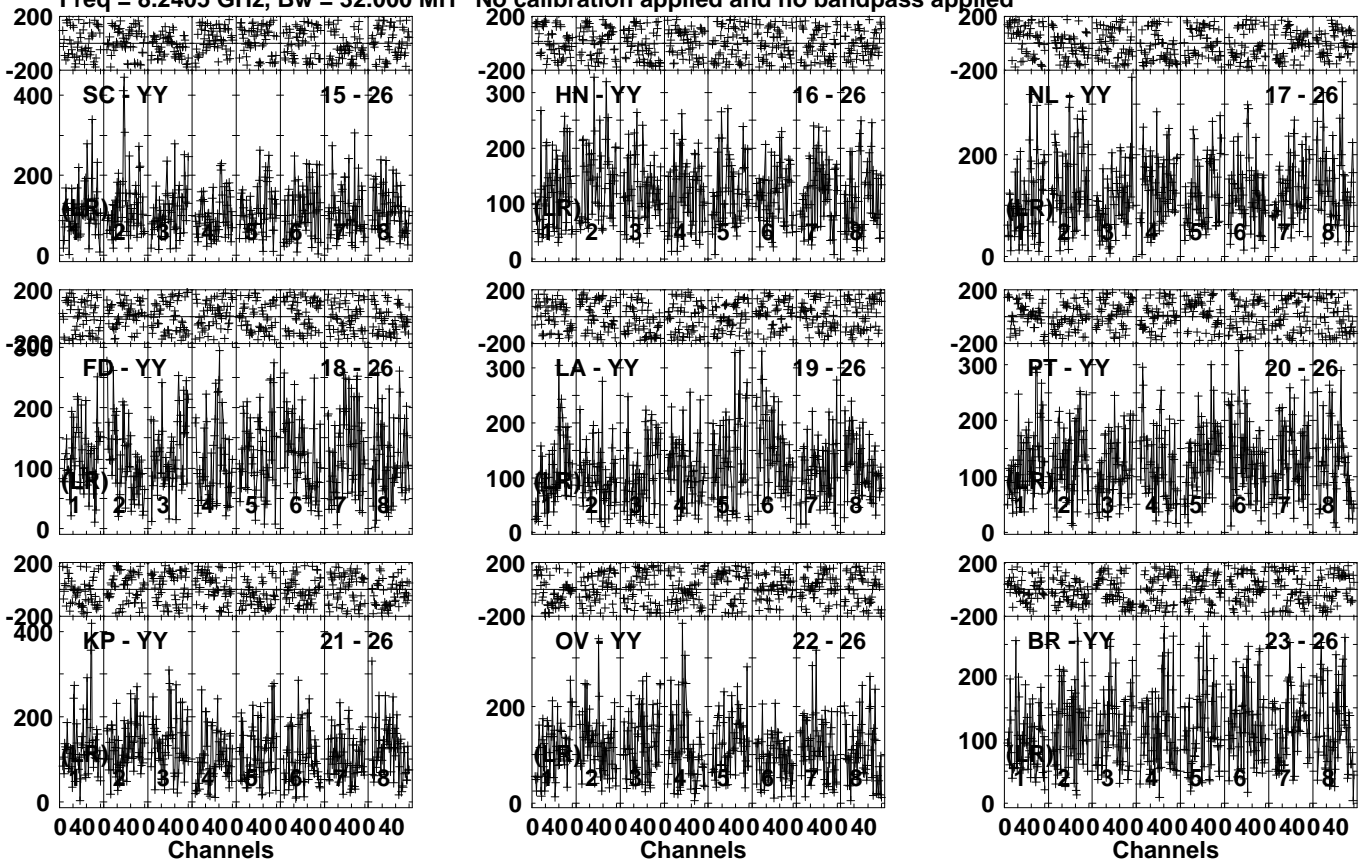 Freq = 8.2405 GHz, Bw = 32.000 MH No calibration applied and no bandpass applied
200 200 200
-200 -200 -200
400 SC - YY 15 - 26
300 HN - YY 16 - 26
NL - YY 17 - 26
200 200 200
100
(LR) (LR) (LR)
1 2 3 4 5 6 7 8
1 2 3 4 5 6 7 8
1 2 3 4 5 6 7 8
0 0 0
200 200 200
-200 -200 -200
300 FD - YY 18 - 26
300 LA - YY 19 - 26
300 PT - YY 20 - 26
200 200 200
100 100 100
(LR) (LR) (LR)
1 2 3 4 5 6 7 8
1 2 3 4 5 6 7 8
1 2 3 4 5 6 7 8
0 0 0
200 200 200
-200 -200 -200
400 KP - YY 21 - 26
OV - YY 22 - 26
BR - YY 23 - 26
200 200 200
100
(LR) (LR) (LR)
1 2 3 4 5 6 7 8
1 2 3 4 5 6 7 8
1 2 3 4 5 6 7 8
0 0 0
0 40 0 40 0 40 0 40 0 40 0 40 0 40 0 40
0 40 0 40 0 40 0 40 0 40 0 40 0 40 0 40
0 40 0 40 0 40 0 40 0 40 0 40 0 40 0 40
Channels Channels Channels